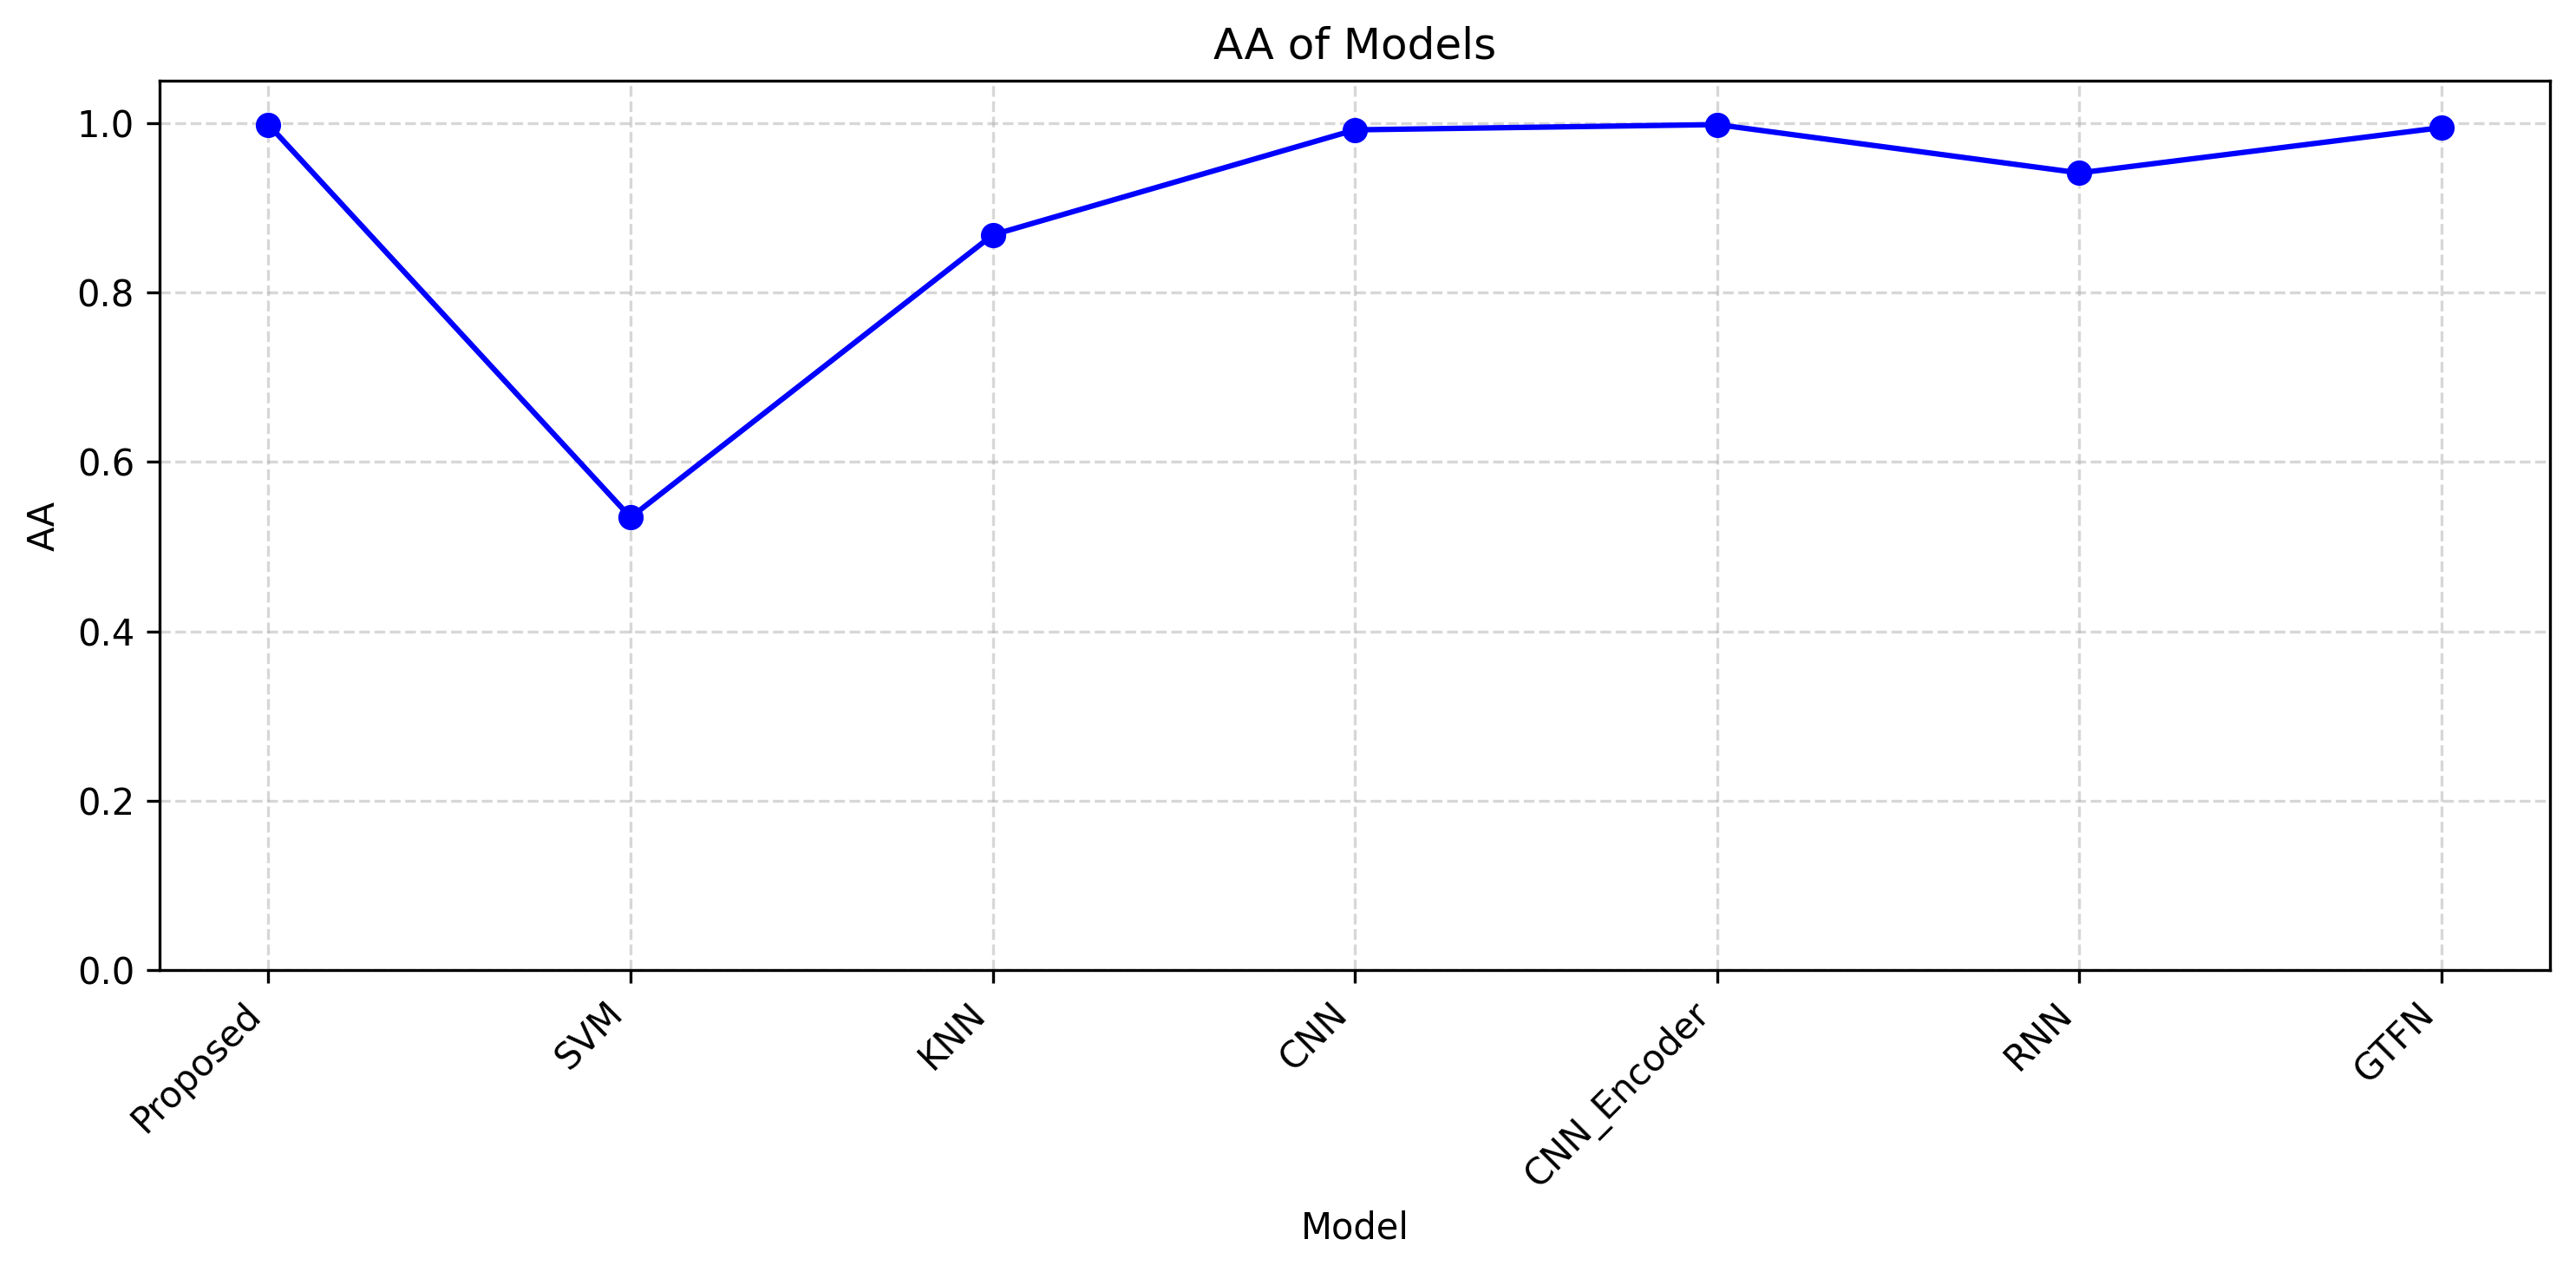 AA of Models
1.0
0.8
0.6
0.4
0.2
0.0
AA
Proposed
SVM
KNN
CNN
CNN_Encoder
RNN
GTFN
Model